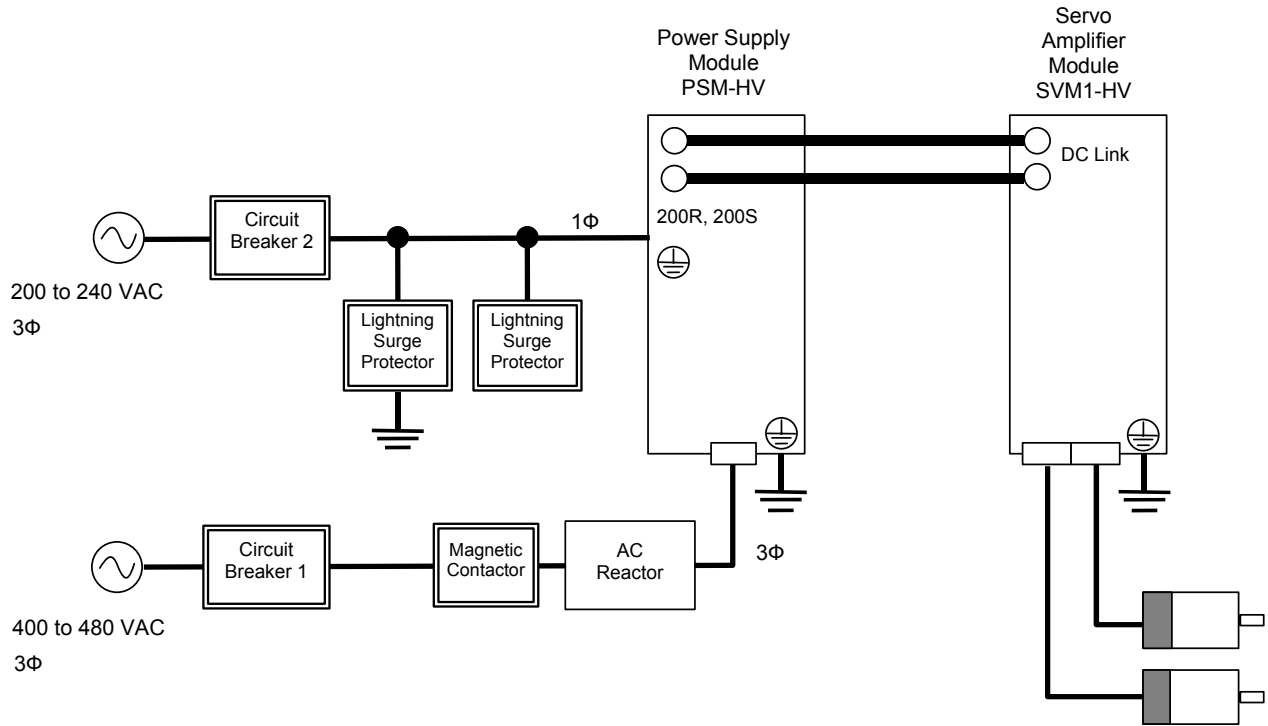 Power Supply
Module
PSM-HV
Servo
Amplifier
Module
SVM1-HV
DC Link
200R, 200S
1Φ
Circuit
Breaker 2
200 to 240 VAC
3Φ
Lightning
Surge
Protector
Lightning
Surge
Protector
Circuit
Breaker 1
Magnetic
Contactor
AC
Reactor
3Φ
400 to 480 VAC
3Φ